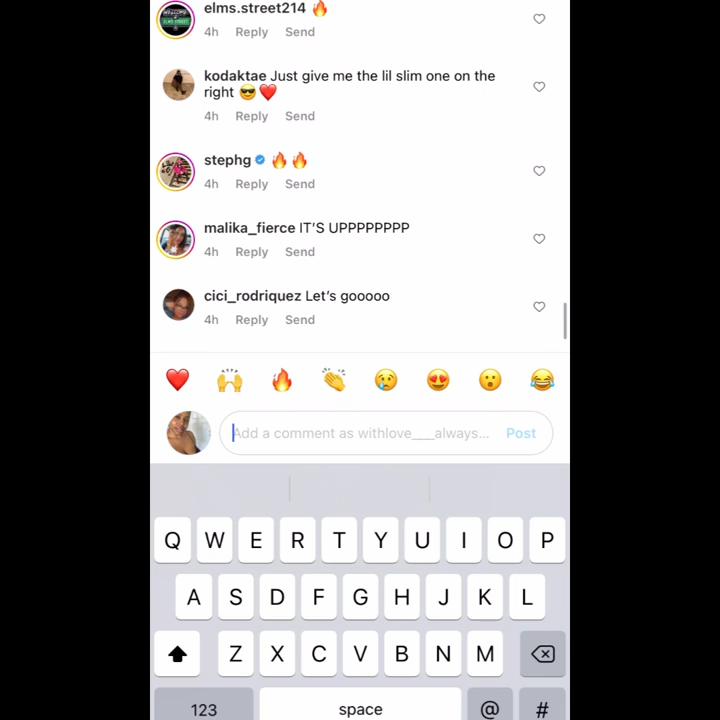 elms.street214 🔥
4h Reply Send
kodaktae Just give me the lil slim one on the
right 😎❤️
4h Reply Send
stephg 🔥🔥
4h Reply Send
malika_fierce IT'S UPPPPPPPP
4h Reply Send
cici_rodriquez Let's gooooo
4h Reply Send
❤️ 🙌 🔥 👏 😢 😍 😮 😂
Add a comment as withlove___always... Post
Q W E R T Y U I O P
A S D F G H J K L
Z X C V B N M
123 space @ #